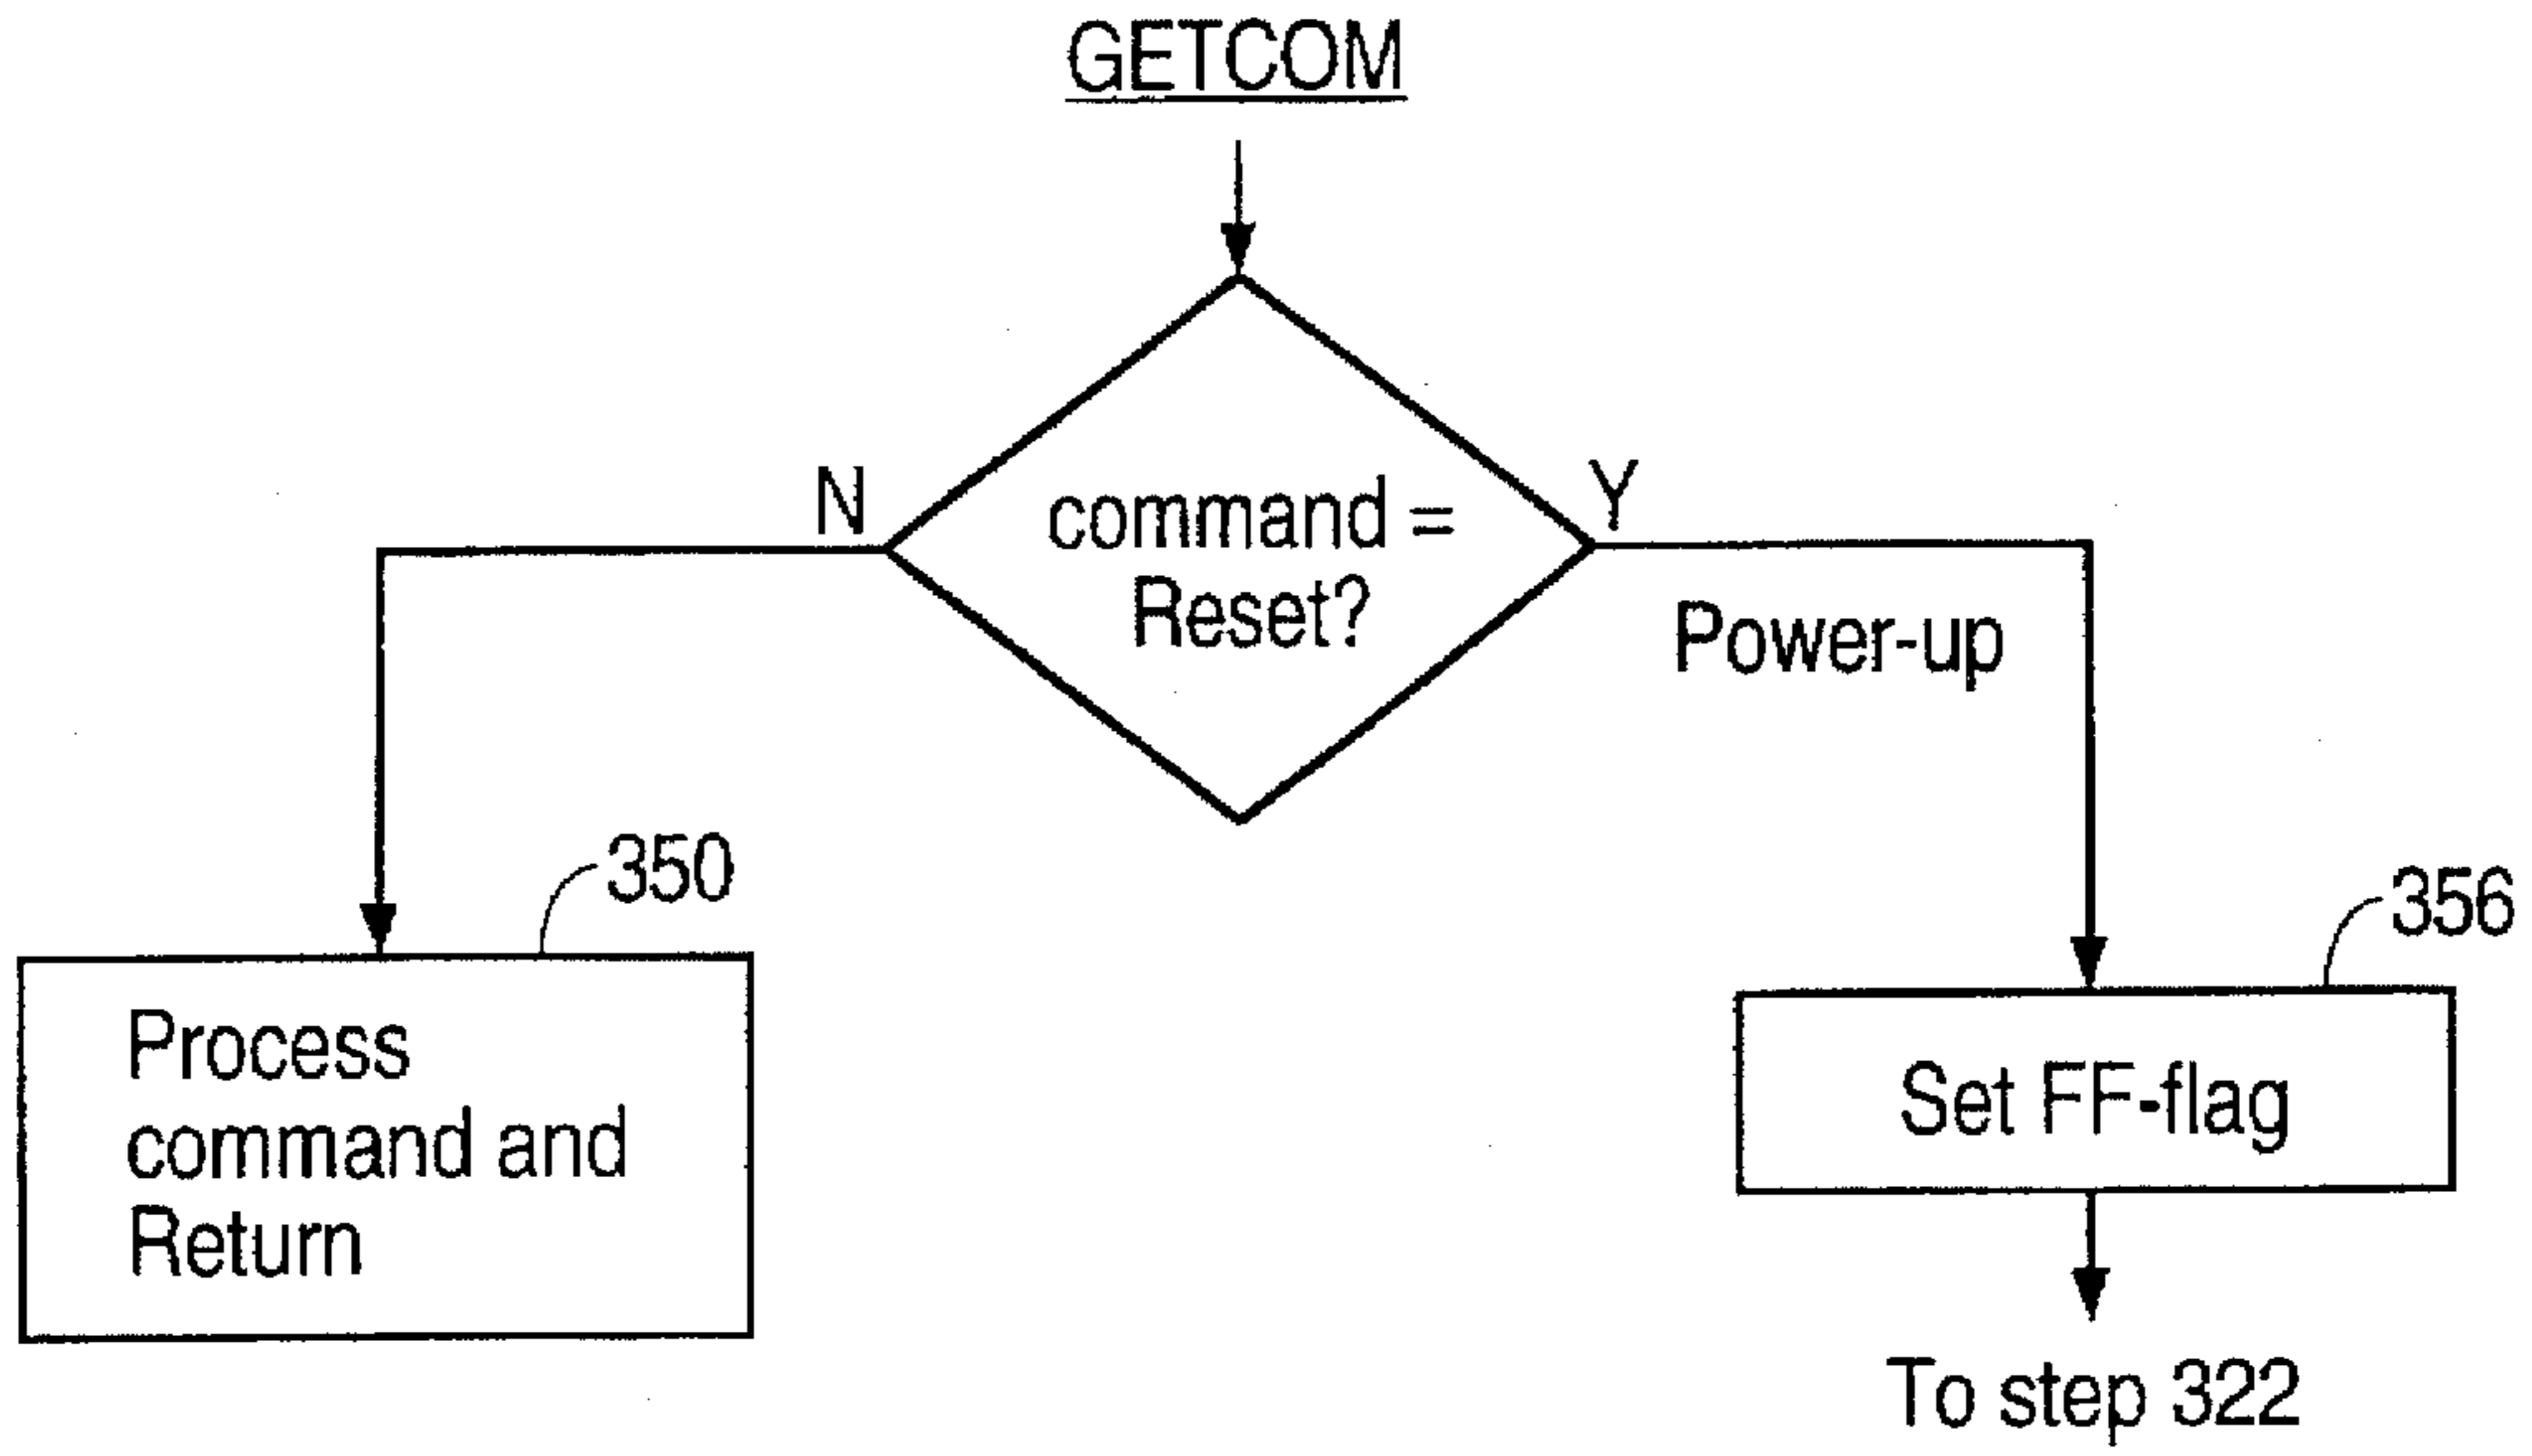 GETCOM
N
command =
Reset?
Y
Power-up
350
Process
command and
Return
356
Set FF-flag
To step 322